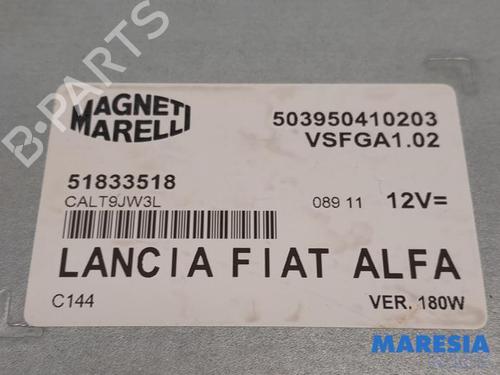 B-PARTS
MAGNETI
MARELLI
503950410203
VSFGA1.02
51833518
CALT9JW3L
089 11 12V=
LANCIA FIAT ALFA
C144
VER. 180W
MARESIA